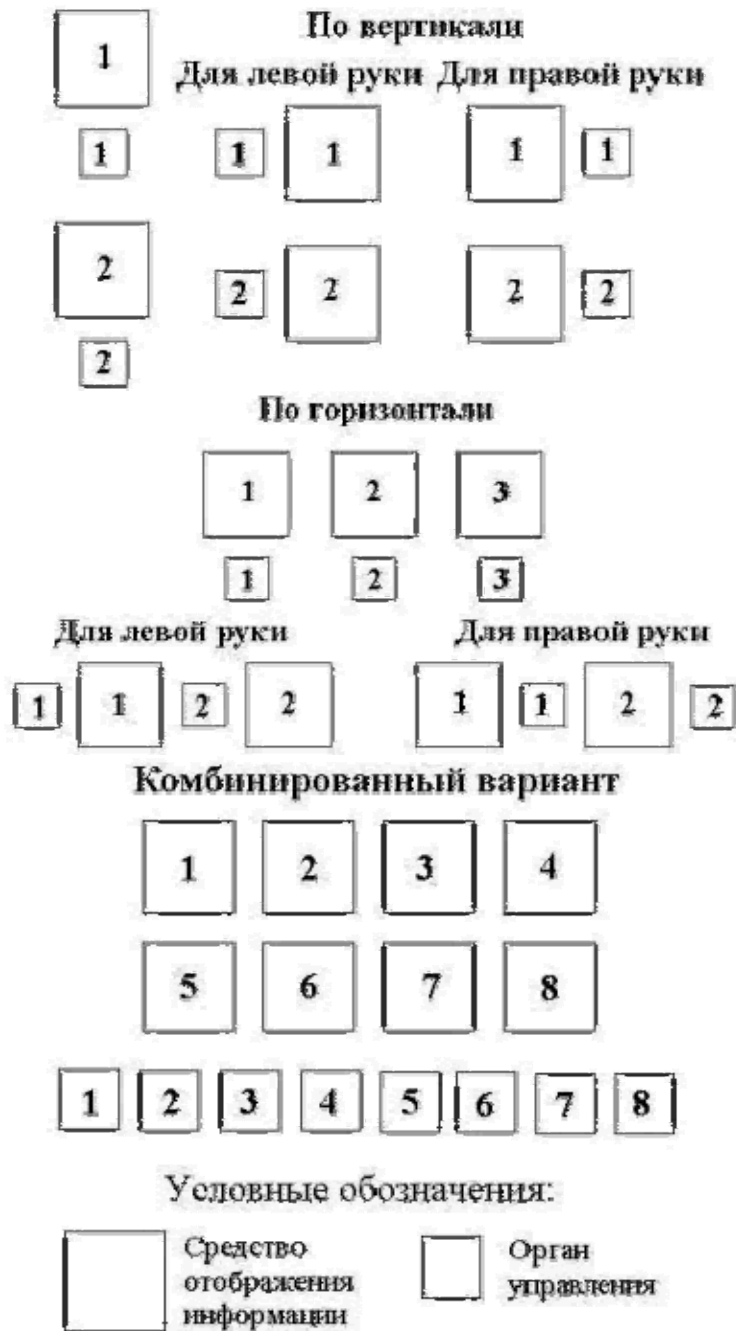 По вертикали
1
Для левой руки Для правой руки
1 1 1 1 1
2
2 2 2 2
2
По горизонтали
1 2 3
1 2 3
Для левой руки Для правой руки
1 1 2 2 1 1 2 2
Комбинированный вариант
1 2 3 4
5 6 7 8
1 2 3 4 5 6 7 8
Условные обозначения:
Средство
отображения
информации
Орган
управления